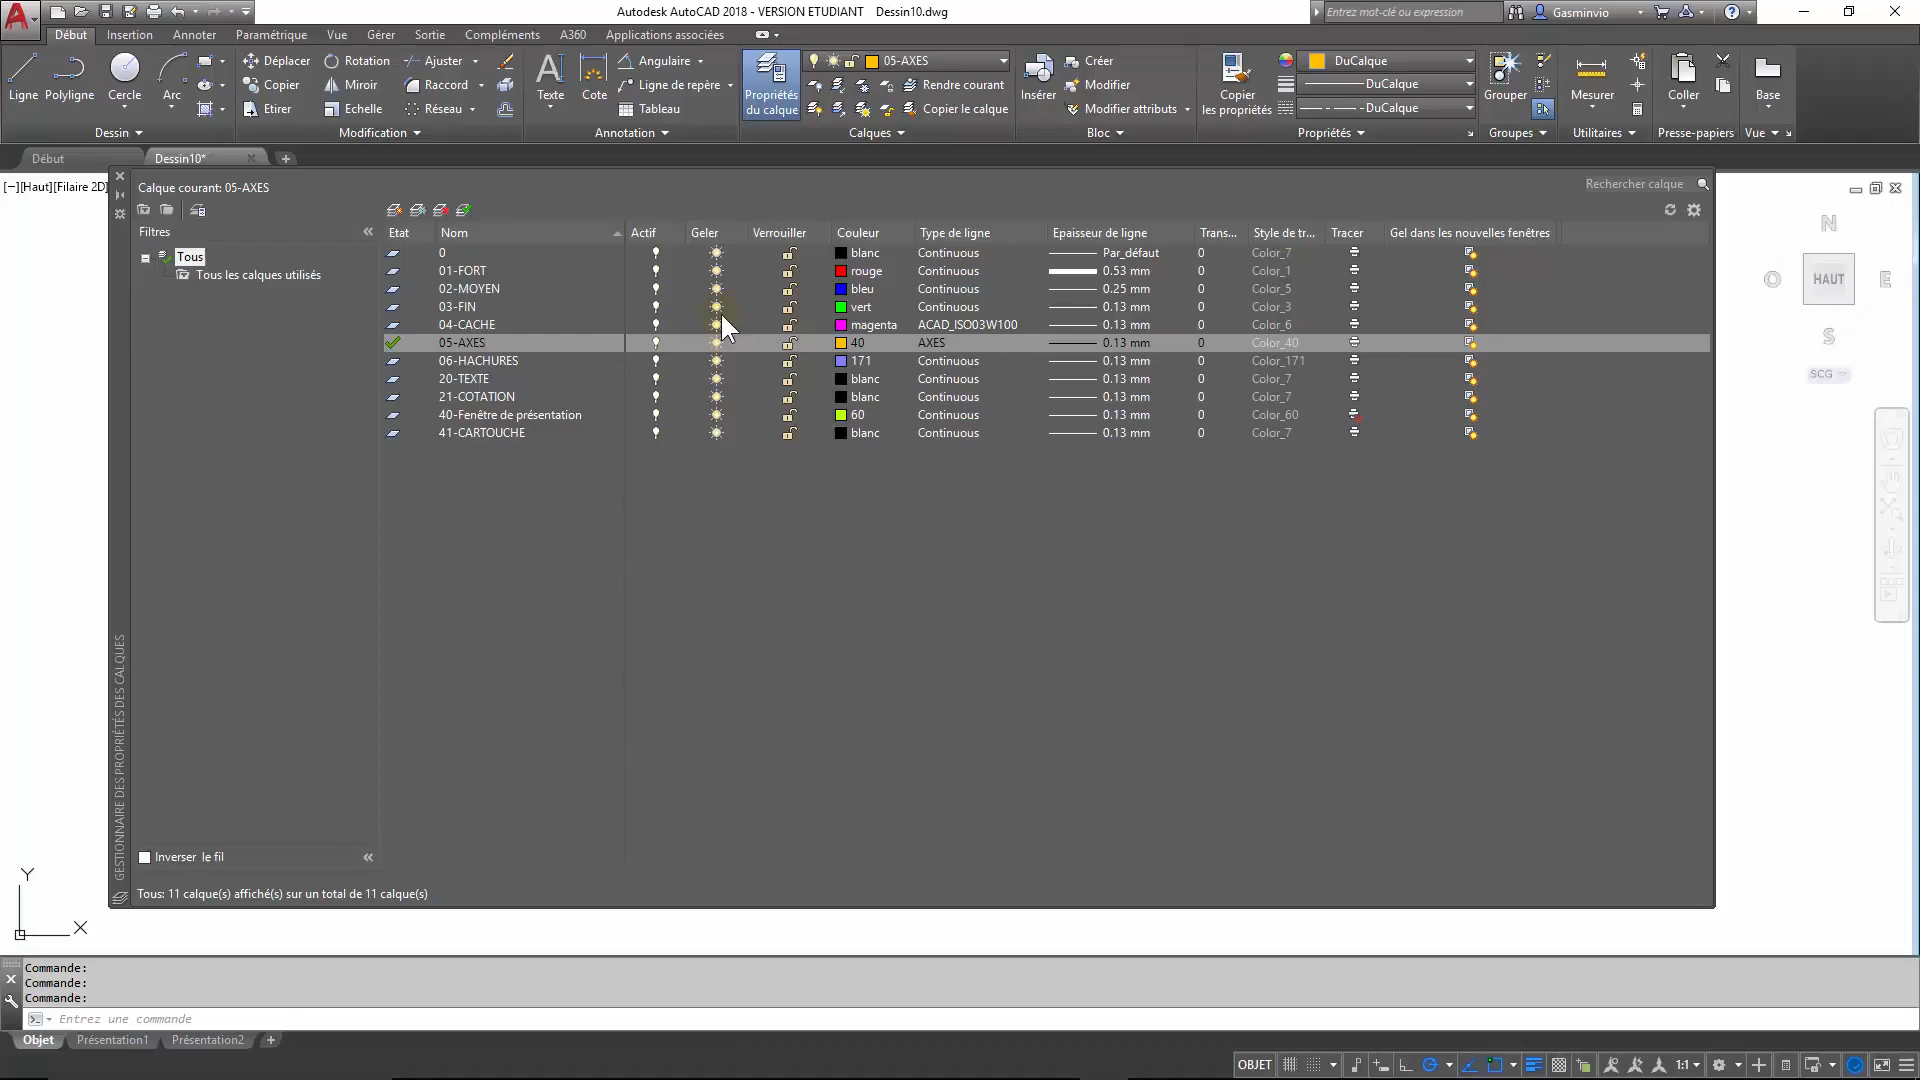 Autodesk AutoCAD 2018 - VERSION ETUDIANT Dessin10.dwg
Entrez mot-clé ou expression
Gasminvio
Début Insertion Annoter Paramétrique Vue Gérer Sortie Compléments A360 Applications associées
Ligne Polyligne Cercle Arc
Déplacer Rotation Ajuster
Copier Miroir Raccord
Etirer Echelle Réseau
Texte Cote
Angulaire
Ligne de repère
Tableau
Propriétés du calque
05-AXES
Rendre courant
Copier le calque
Insérer
Créer
Modifier
Modifier attributs
Copier les propriétés
DuCalque
DuCalque
DuCalque
Grouper
Mesurer
Coller
Base
Dessin Modification Annotation Calques Bloc Propriétés Groupes Utilitaires Presse-papiers Vue
Début Dessin10*
[−][Haut][Filaire 2D]
Calque courant: 05-AXES
Rechercher calque
Filtres
Tous
Tous les calques utilisés
Etat Nom Actif Geler Verrouiller Couleur Type de ligne Epaisseur de ligne Trans... Style de tr... Tracer Gel dans les nouvelles fenêtres
0 blanc Continuous Par_défaut 0 Color_7
01-FORT rouge Continuous 0.53 mm 0 Color_1
02-MOYEN bleu Continuous 0.25 mm 0 Color_5
03-FIN vert Continuous 0.13 mm 0 Color_3
04-CACHE magenta ACAD_ISO03W100 0.13 mm 0 Color_6
05-AXES 40 AXES 0.13 mm 0 Color_40
06-HACHURES 171 Continuous 0.13 mm 0 Color_171
20-TEXTE blanc Continuous 0.13 mm 0 Color_7
21-COTATION blanc Continuous 0.13 mm 0 Color_7
40-Fenêtre de présentation 60 Continuous 0.13 mm 0 Color_60
41-CARTOUCHE blanc Continuous 0.13 mm 0 Color_7
Inverser le fil
Tous: 11 calque(s) affiché(s) sur un total de 11 calque(s)
GESTIONNAIRE DES PROPRIÉTÉS DES CALQUES
N
O HAUT E
S
SCG
Y
X
Commande:
Commande:
Commande:
Entrez une commande
Objet Présentation1 Présentation2
OBJET
1:1